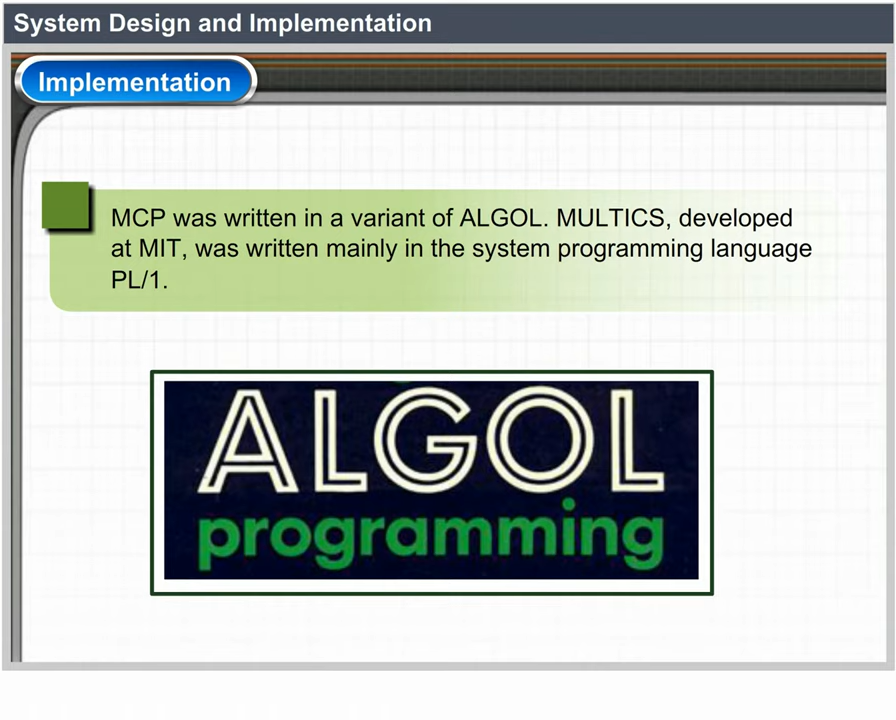 System Design and Implementation
Implementation
MCP was written in a variant of ALGOL. MULTICS, developed
at MIT, was written mainly in the system programming language
PL/1.
ALGOL
programming